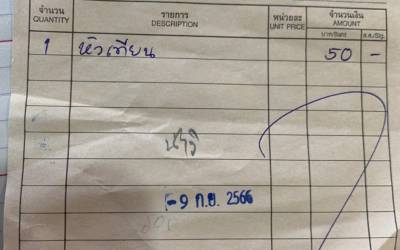 จำนวน รายการ หน่วยละ จำนวนเงิน
QUANTITY DESCRIPTION UNIT PRICE AMOUNT
บาท/Baht ส.ต./Stg.
1 หัวเทียน 50 -
- 9 ก.ย. 2566